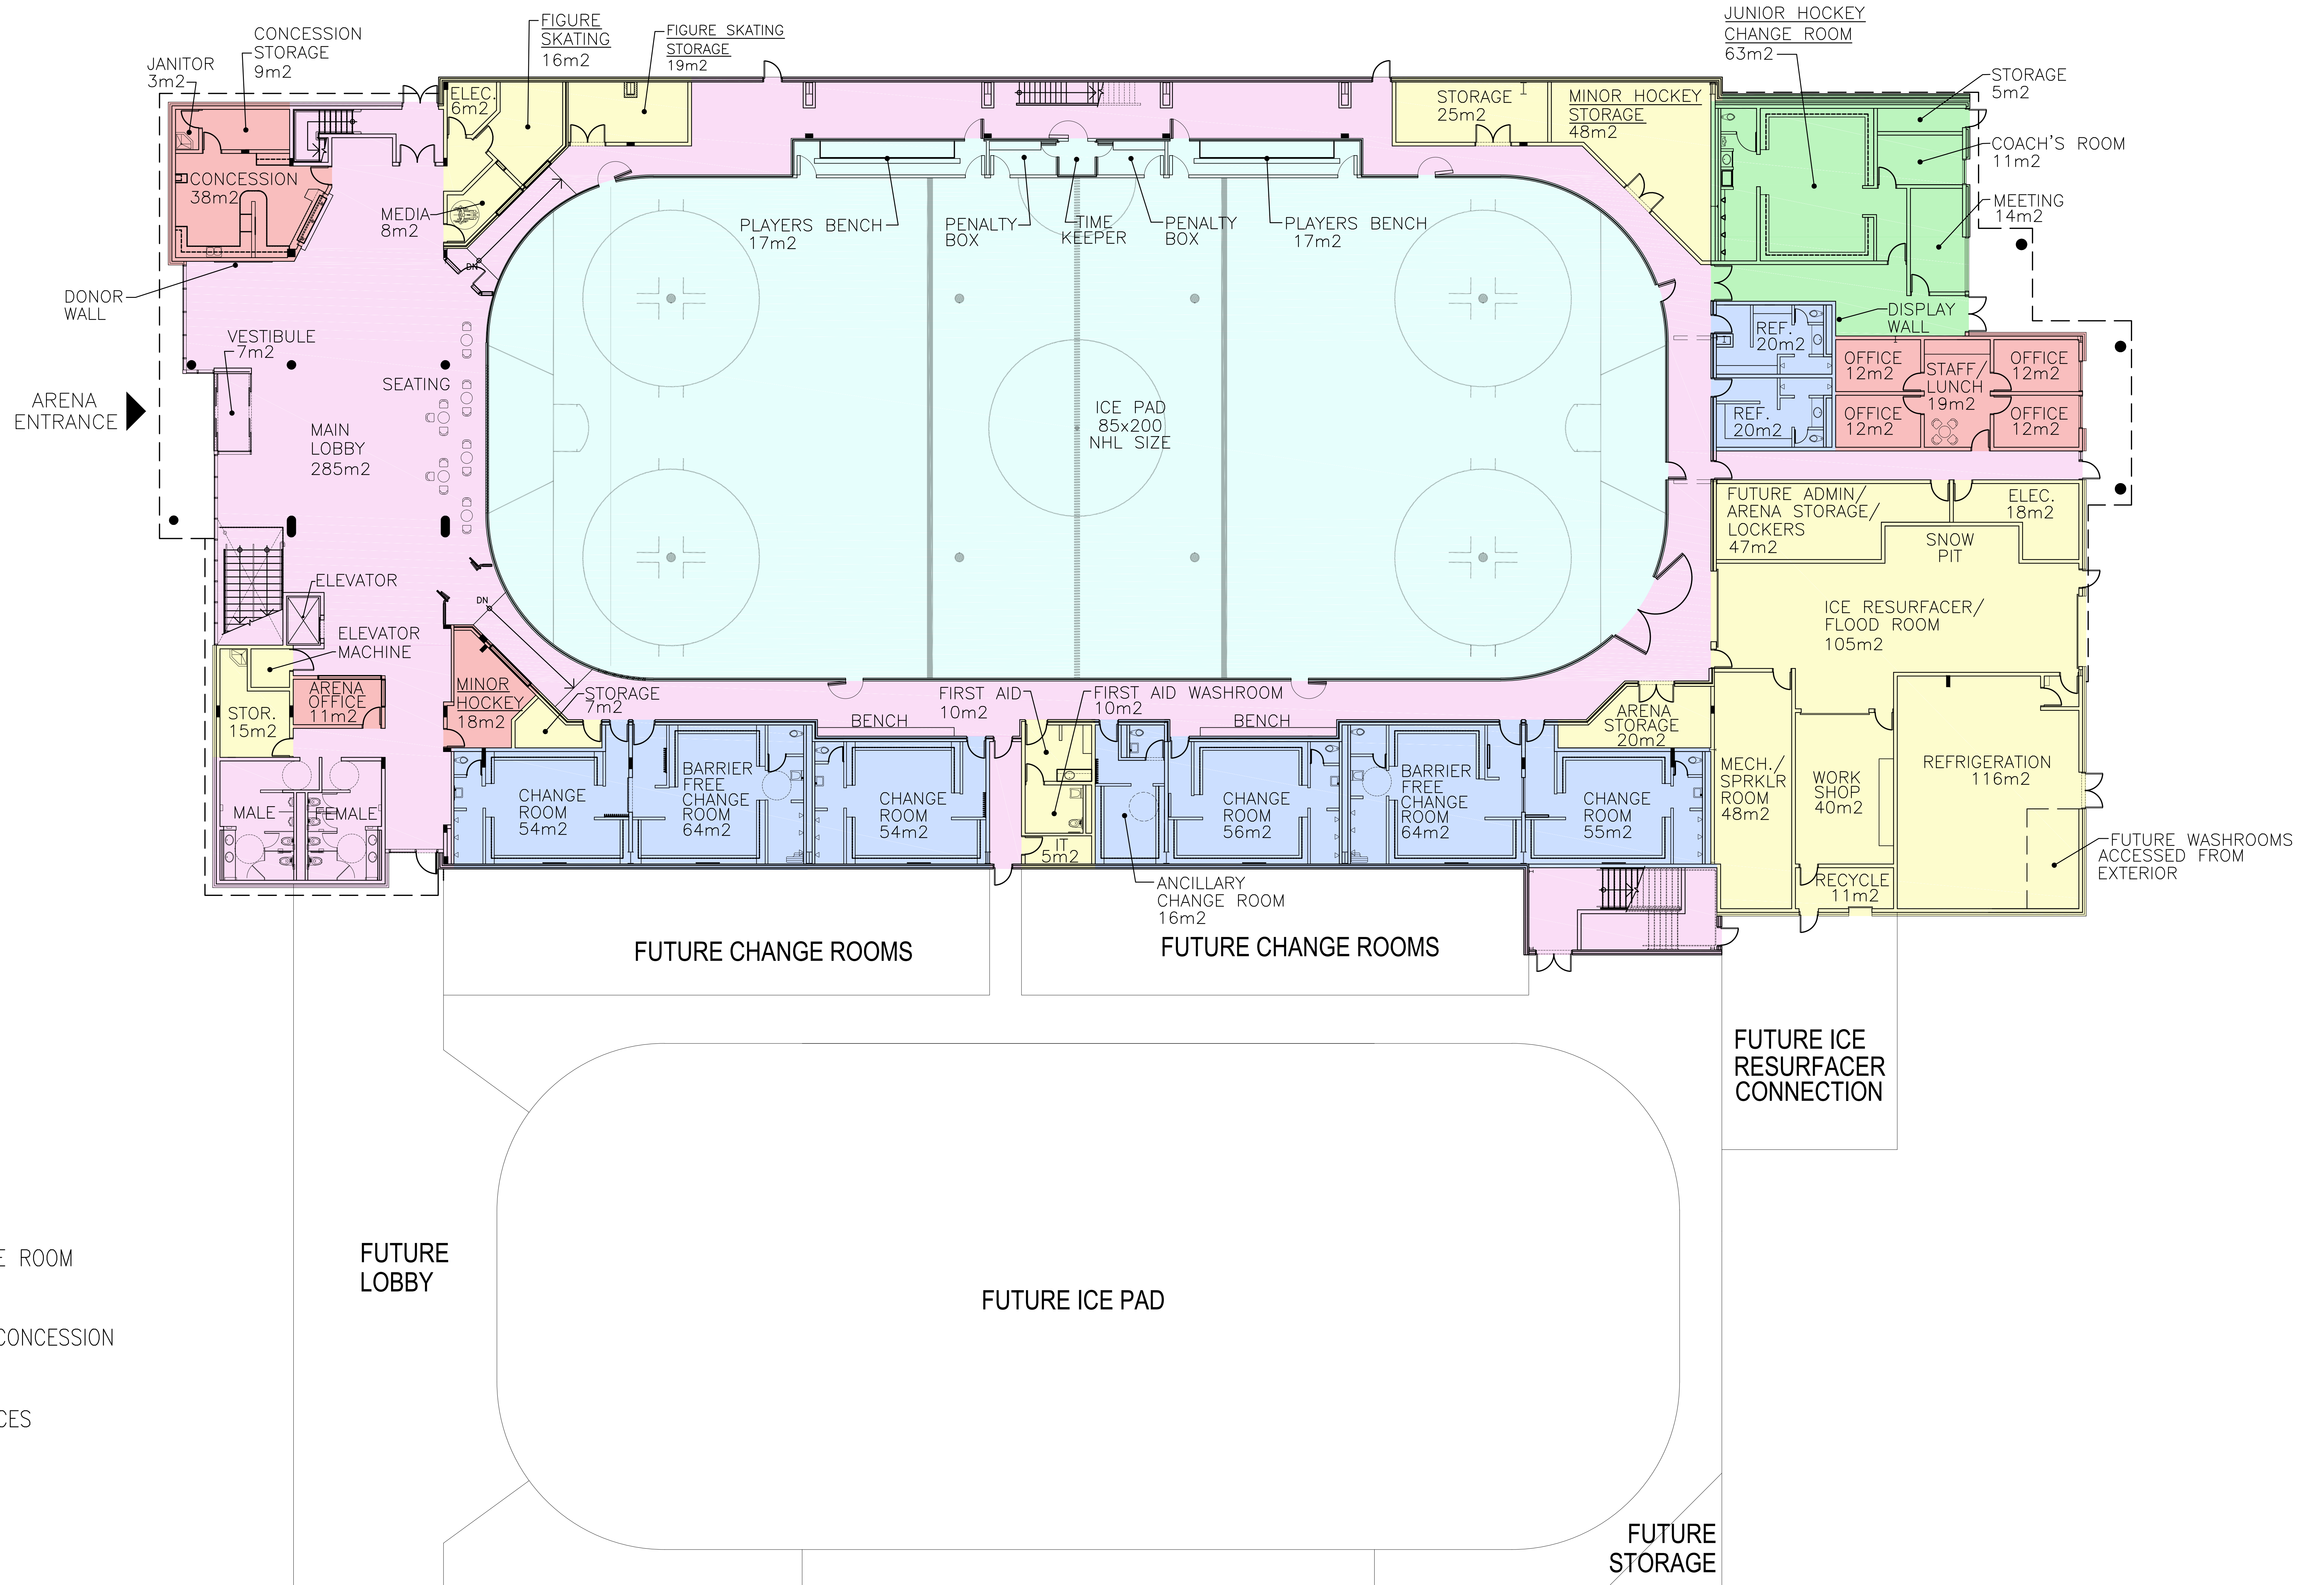 FIGURE
SKATING
16m2
FIGURE SKATING
STORAGE
19m2
CONCESSION
STORAGE
9m2
JANITOR
3m2
JUNIOR HOCKEY
CHANGE ROOM
63m2
STORAGE
5m2
COACH'S ROOM
11m2
MEETING
14m2
ELEC.
6m2
STORAGE
25m2
MINOR HOCKEY
STORAGE
48m2
CONCESSION
38m2
MEDIA
8m2
DN
PLAYERS BENCH
17m2
PENALTY
BOX
TIME
KEEPER
PENALTY
BOX
PLAYERS BENCH
17m2
DONOR
WALL
VESTIBULE
7m2
ARENA
ENTRANCE
SEATING
MAIN
LOBBY
285m2
ICE PAD
85x200
NHL SIZE
DISPLAY
WALL
REF.
20m2
REF.
20m2
OFFICE
12m2
STAFF/
LUNCH
19m2
OFFICE
12m2
OFFICE
12m2
OFFICE
12m2
FUTURE ADMIN/
ARENA STORAGE/
LOCKERS
47m2
ELEC.
18m2
SNOW
PIT
ICE RESURFACER/
FLOOD ROOM
105m2
ELEVATOR
ELEVATOR
MACHINE
DN
ARENA
OFFICE
11m2
STOR.
15m2
MINOR
HOCKEY
18m2
STORAGE
7m2
BENCH
FIRST AID
10m2
FIRST AID WASHROOM
10m2
BENCH
ARENA
STORAGE
20m2
MALE
FEMALE
CHANGE
ROOM
54m2
BARRIER
FREE
CHANGE
ROOM
64m2
CHANGE
ROOM
54m2
IT
5m2
CHANGE
ROOM
56m2
BARRIER
FREE
CHANGE
ROOM
64m2
CHANGE
ROOM
55m2
MECH./
SPRKLR
ROOM
48m2
WORK
SHOP
40m2
REFRIGERATION
116m2
RECYCLE
11m2
FUTURE WASHROOMS
ACCESSED FROM
EXTERIOR
ANCILLARY
CHANGE ROOM
16m2
FUTURE CHANGE ROOMS
FUTURE CHANGE ROOMS
FUTURE ICE
RESURFACER
CONNECTION
FUTURE
LOBBY
FUTURE ICE PAD
FUTURE
STORAGE
E ROOM
CONCESSION
CES